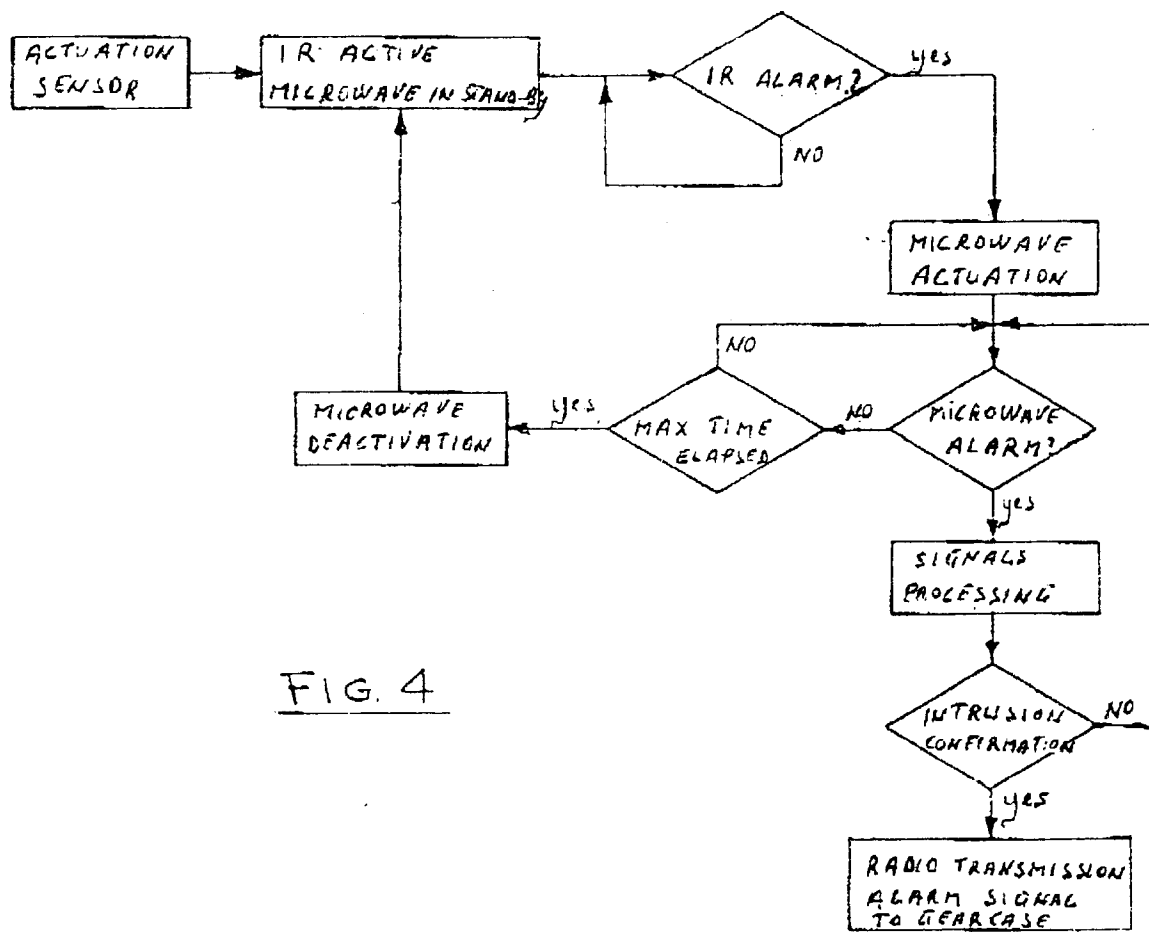 ACTUATION
SENSOR
IR ACTIVE
MICROWAVE IN STAND-By
IR ALARM?
yes
NO
MICROWAVE
ACTUATION
NO
MICROWAVE
DEACTIVATION
yes
MAX TIME
ELAPSED
NO
MICROWAVE
ALARM?
yes
SIGNALS
PROCESSING
INTRUSION
CONFIRMATION
NO
yes
RADIO TRANSMISSION
ALARM SIGNAL
TO GEARCASE
FIG. 4